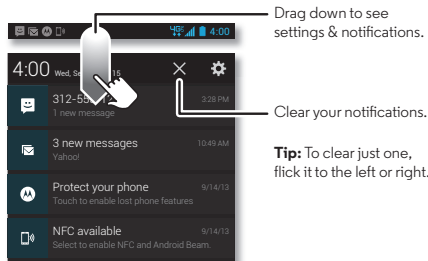 4G 4:00
Drag down to see
settings & notifications.
4:00 Wed, 15
312-55
3:28 PM
1 new message
Clear your notifications.
3 new messages
10:49 AM
Yahoo!
Tip: To clear just one,
flick it to the left or right.
Protect your phone
9/14/13
Touch to enable lost phone features
NFC available
9/14/13
Select to enable NFC and Android Beam.